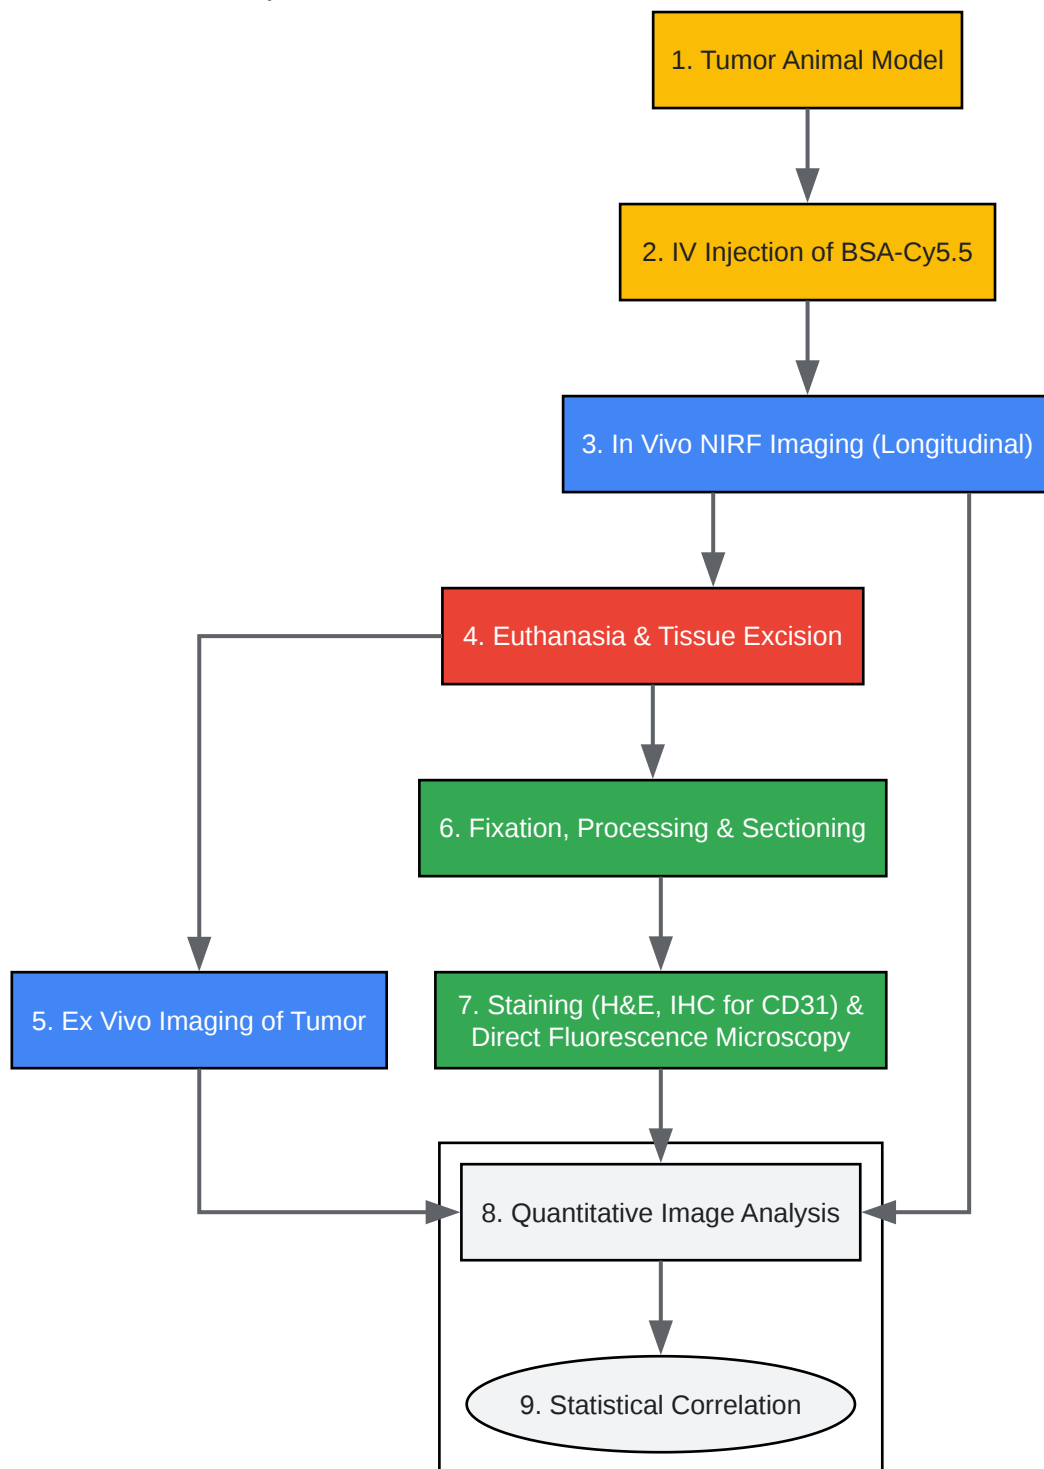 1. Tumor Animal Model
2. IV Injection of BSA-Cy5.5
3. In Vivo NIRF Imaging (Longitudinal)
4. Euthanasia & Tissue Excision
6. Fixation, Processing & Sectioning
5. Ex Vivo Imaging of Tumor
7. Staining (H&E, IHC for CD31) &
Direct Fluorescence Microscopy
8. Quantitative Image Analysis
9. Statistical Correlation